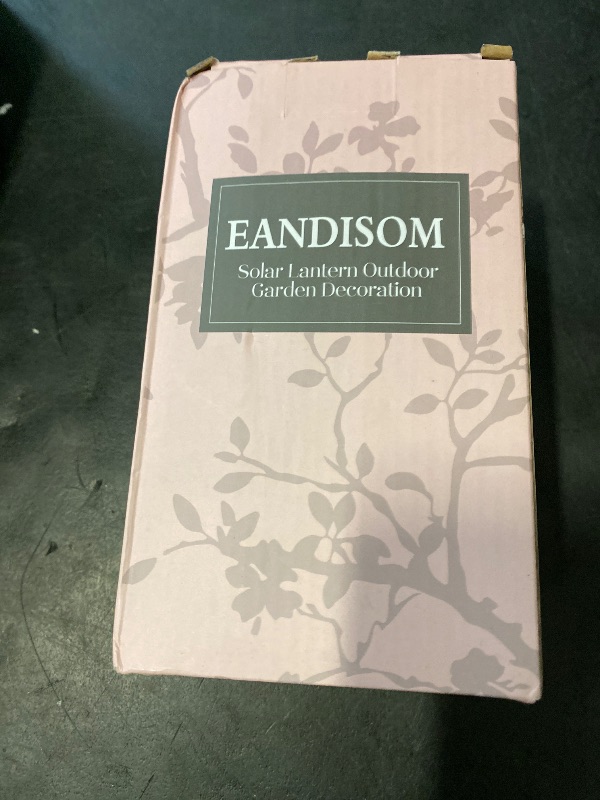 EANDISOM
Solar Lantern Outdoor
Garden Decoration